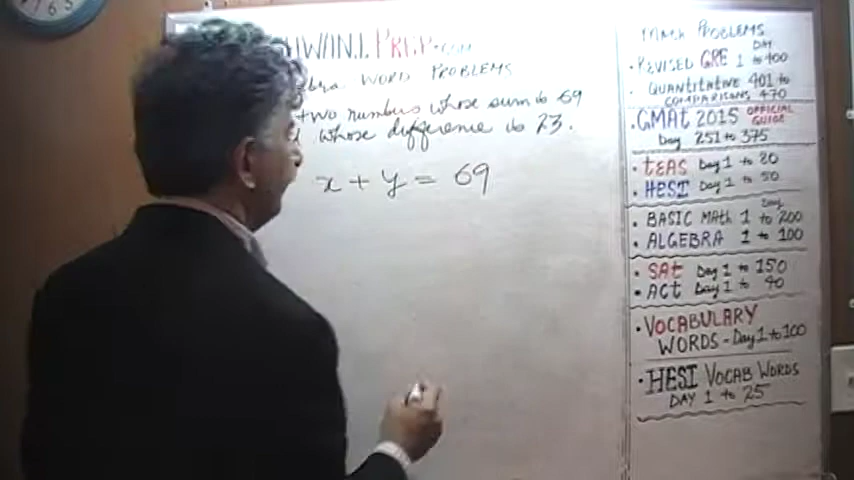 HWANI PREP.com
bra WORD PROBLEMS
two numbers whose sum is 69
whose difference is 23.
x + y = 69
MATH PROBLEMS
DAY
• REVISED GRE 1 to 400
• QUANTITATIVE 401 to
COMPARISONS 470
• GMAT 2015 OFFICIAL GUIDE
Day 251 to 375
• TEAS Day 1 to 80
• HESI Day 1 to 50
Day
• BASIC MATH 1 to 200
• ALGEBRA 1 to 100
• SAT Day 1 to 150
• ACT Day 1 to 40
• VOCABULARY
WORDS - Day 1 to 100
• HESI VOCAB WORDS
DAY 1 to 25